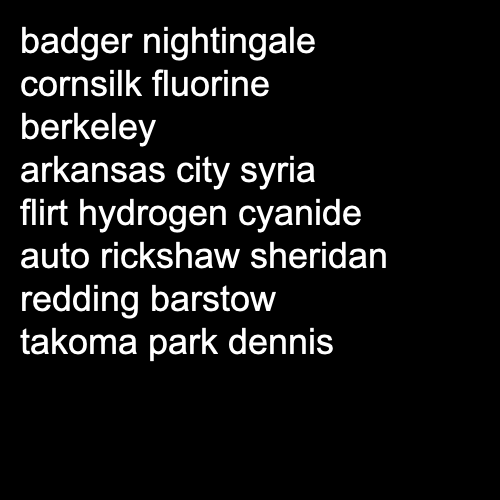 badger nightingale
cornsilk fluorine
berkeley
arkansas city syria
flirt hydrogen cyanide
auto rickshaw sheridan
redding barstow
takoma park dennis